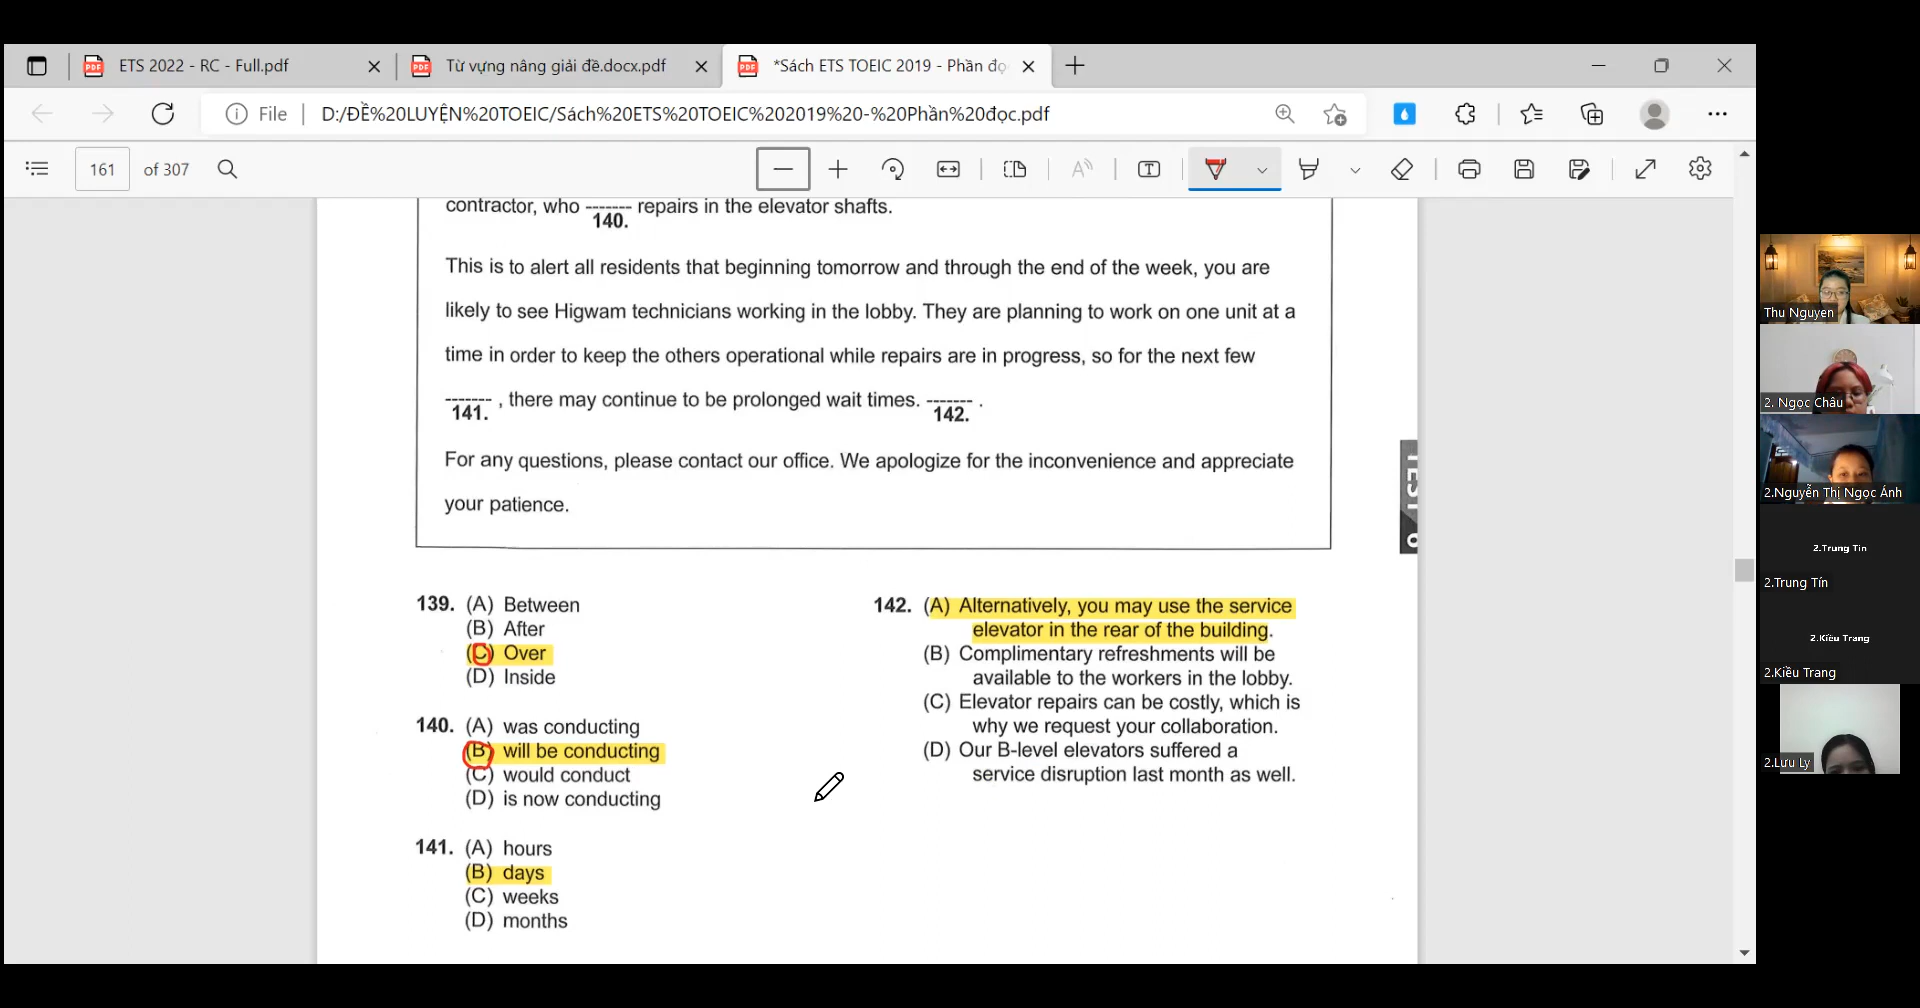 ETS 2022 - RC - Full.pdf
Từ vựng nâng giải đề.docx.pdf
*Sách ETS TOEIC 2019 - Phần đọ
File
D:/ĐỀ%20LUYỆN%20TOEIC/Sách%20ETS%20TOEIC%202019%20-%20Phần%20đọc.pdf
161 of 307
contractor, who ------- repairs in the elevator shafts.
140.
This is to alert all residents that beginning tomorrow and through the end of the week, you are
likely to see Higwam technicians working in the lobby. They are planning to work on one unit at a
time in order to keep the others operational while repairs are in progress, so for the next few
------- , there may continue to be prolonged wait times. ------- .
141. 142.
For any questions, please contact our office. We apologize for the inconvenience and appreciate
your patience.
139. (A) Between
(B) After
(C) Over
(D) Inside
140. (A) was conducting
(B) will be conducting
(C) would conduct
(D) is now conducting
141. (A) hours
(B) days
(C) weeks
(D) months
142. (A) Alternatively, you may use the service
elevator in the rear of the building.
(B) Complimentary refreshments will be
available to the workers in the lobby.
(C) Elevator repairs can be costly, which is
why we request your collaboration.
(D) Our B-level elevators suffered a
service disruption last month as well.
Thu Nguyen
2. Ngọc Châu
2.Nguyễn Thị Ngọc Ánh
2.Trung Tín
2.Trung Tín
2.Kiều Trang
2.Kiều Trang
2.Lưu Ly